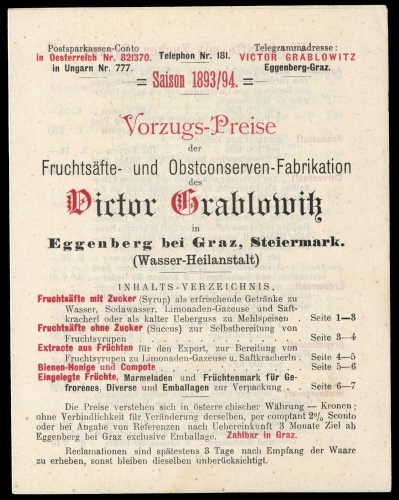 Postsparkassen-Conto
in Oesterreich Nr. 821370.
in Ungarn Nr. 777.
Telephon Nr. 181.
Telegrammadresse:
VICTOR GRABLOWITZ
Eggenberg-Graz.
= Saison 1893/94. =
Vorzugs-Preise
der
Fruchtsäfte- und Obstconserven-Fabrikation
des
Victor Grablowitz
in
Eggenberg bei Graz, Steiermark.
(Wasser-Heilanstalt)
INHALTS-VERZEICHNIS.
Fruchtsäfte mit Zucker (Syrup) als erfrischende Getränke zu
Wasser, Sodawasser, Limonaden-Gazeuse und Saft-
kracherl oder als kalter Ueberguss zu Mehlspeisen . Seite 1—3
Fruchtsäfte ohne Zucker (Succus) zur Selbstbereitung von
Fruchtsyrupen . . . . . Seite 3—4
Extracte aus Früchten für den Export, zur Bereitung von
Fruchtsyrupen zu Limonaden-Gazeuse u. Saftkracherln . . Seite 4—5
Bienen-Honige und Compote . . . . . Seite 5—6
Eingelegte Früchte, Marmeladen und Früchtenmark für Ge-
frorenes, Diverse und Emballagen zur Verpackung . . Seite 6—7
Die Preise verstehen sich in österreichischer Währung — Kronen;
ohne Verbindlichkeit für Veränderung derselben, per comptant 2% Sconto
oder bei Angabe von Referenzen nach Uebereinkunft 3 Monate Ziel ab
Eggenberg bei Graz exclusive Emballage. Zahlbar in Graz.
Reclamationen sind spätestens 3 Tage nach Empfang der Waare
zu erheben, sonst bleiben dieselben unberücksichtigt.